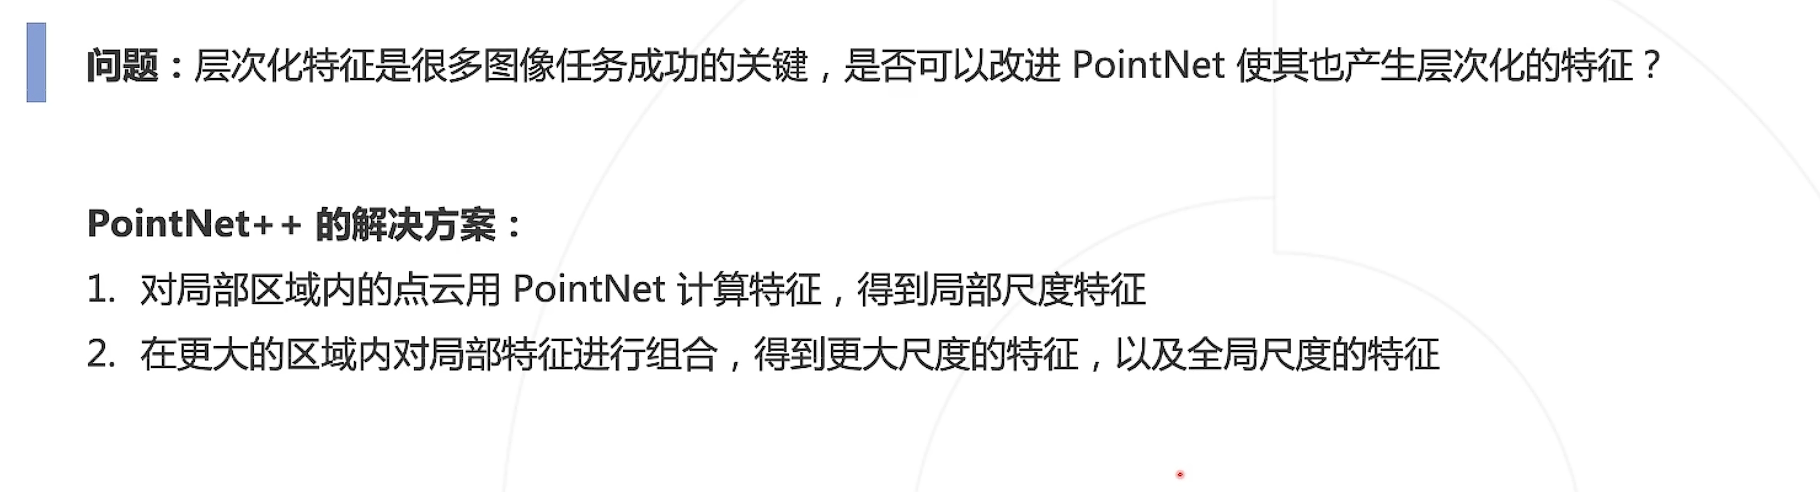 问题：层次化特征是很多图像任务成功的关键，是否可以改进 PointNet 使其也产生层次化的特征？
PointNet++ 的解决方案：
1. 对局部区域内的点云用 PointNet 计算特征，得到局部尺度特征
2. 在更大的区域内对局部特征进行组合，得到更大尺度的特征，以及全局尺度的特征